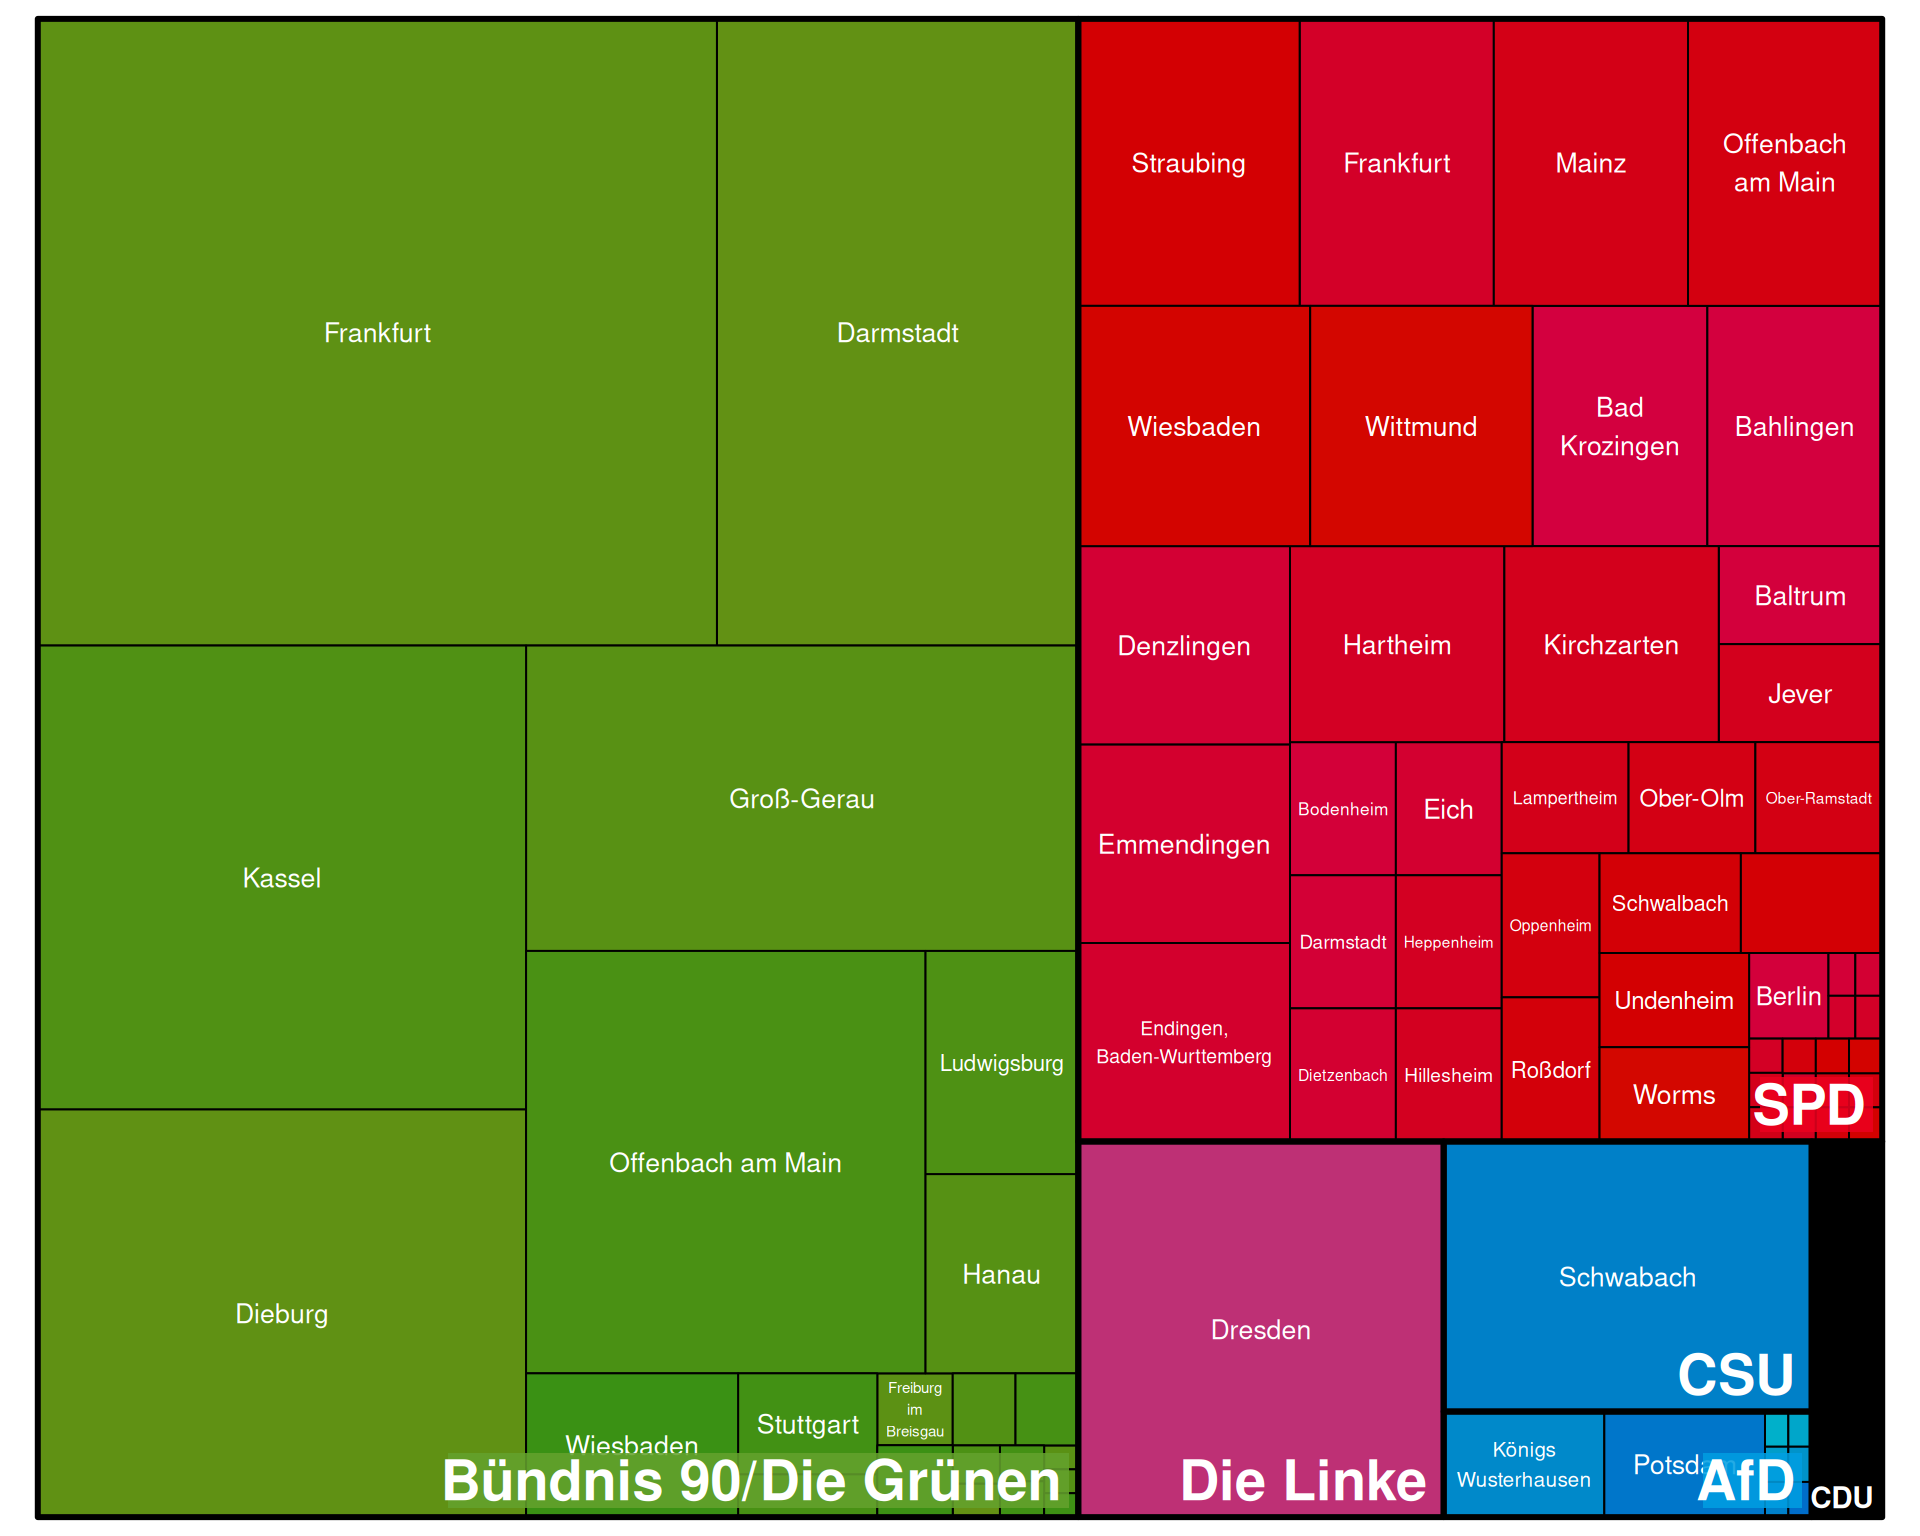 Frankfurt
Darmstadt
Kassel
Groß-Gerau
Dieburg
Offenbach am Main
Ludwigsburg
Hanau
Wiesbaden
Stuttgart
Freiburg
im
Breisgau
Bündnis 90/Die Grünen
Straubing
Frankfurt
Mainz
Offenbach
am Main
Wiesbaden
Wittmund
Bad
Krozingen
Bahlingen
Denzlingen
Hartheim
Kirchzarten
Baltrum
Jever
Emmendingen
Endingen,
Baden-Wurttemberg
Bodenheim
Eich
Darmstadt
Heppenheim
Dietzenbach
Hillesheim
Lampertheim
Ober-Olm
Ober-Ramstadt
Oppenheim
Schwalbach
Roßdorf
Undenheim
Worms
Berlin
SPD
Dresden
Die Linke
Schwabach
CSU
Königs
Wusterhausen
Potsdam
AfD
CDU